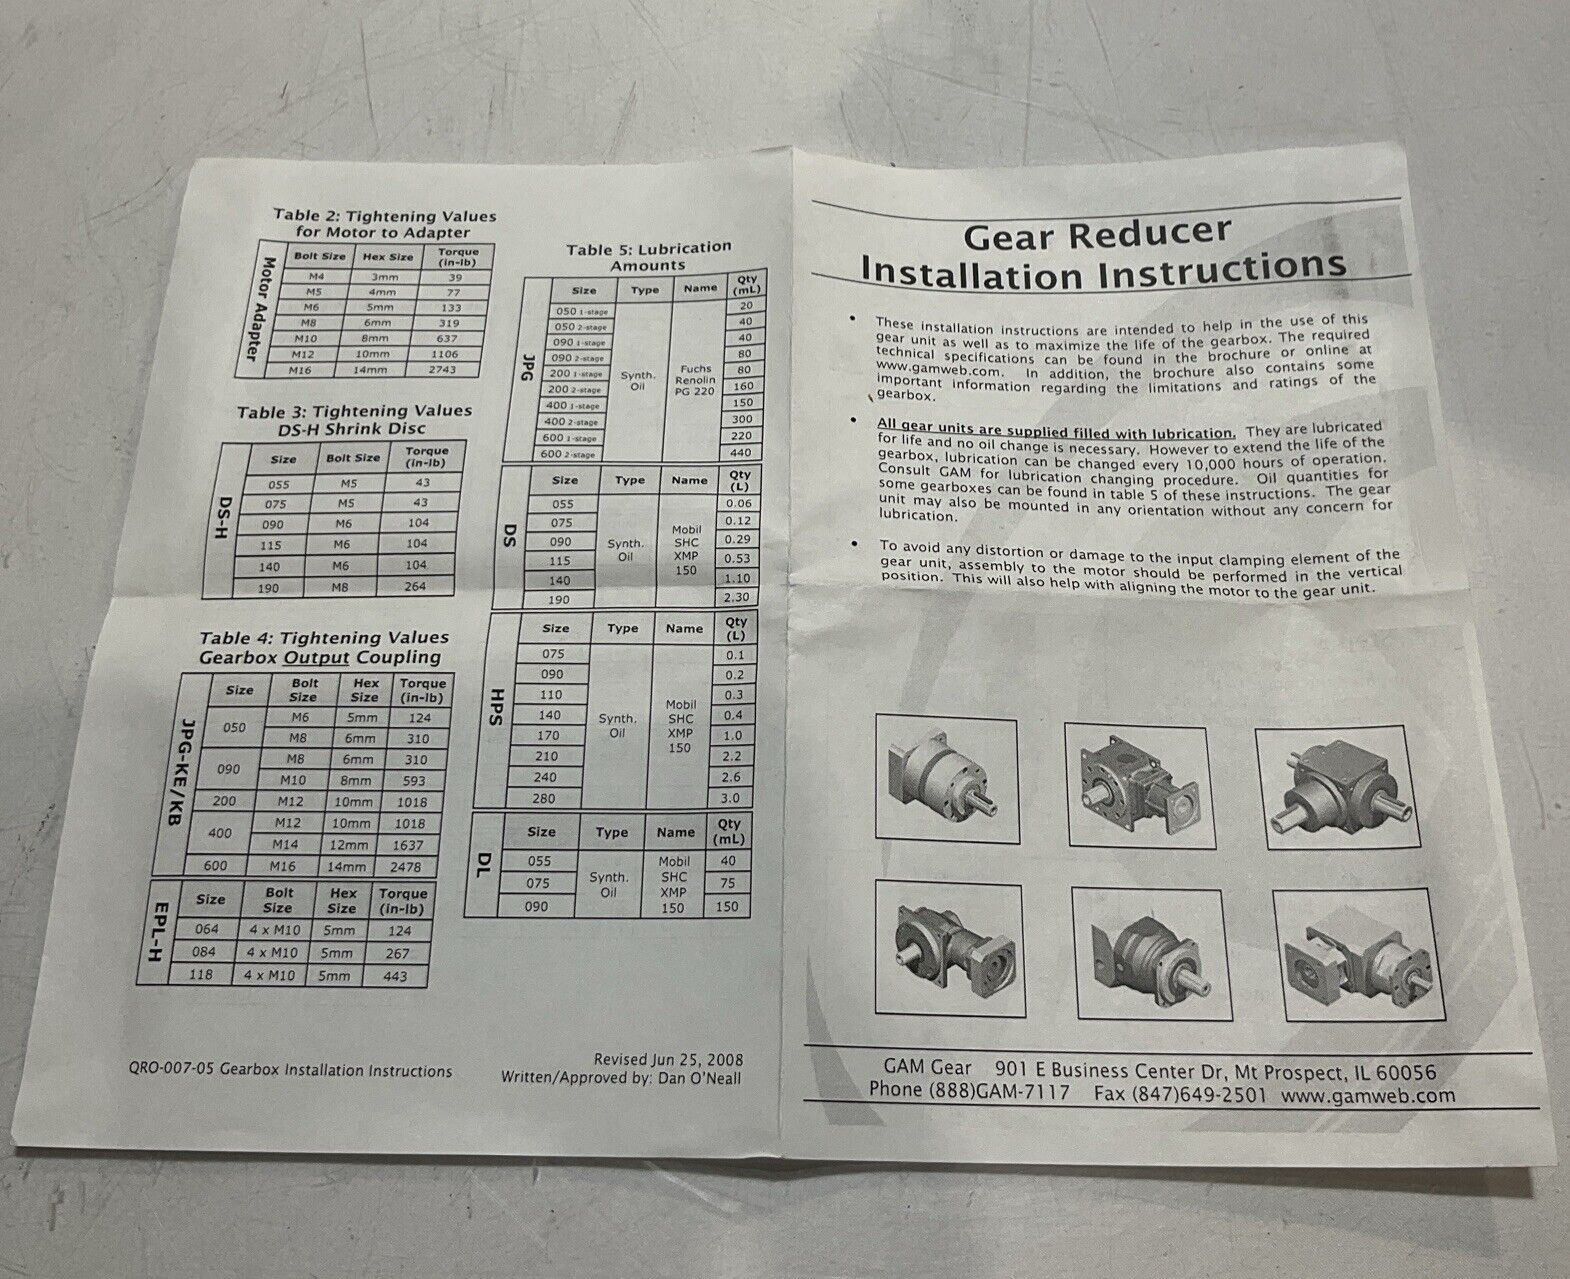 Table 2: Tightening Values
for Motor to Adapter
Motor Adapter
Bolt Size Hex Size Torque (in-lb)
M4 3mm 39
M5 4mm 77
M6 5mm 133
M8 6mm 319
M10 8mm 637
M12 10mm 1106
M16 14mm 2743
Table 3: Tightening Values
DS-H Shrink Disc
DS-H
Size Bolt Size Torque (in-lb)
055 M5 43
075 M5 43
090 M6 104
115 M6 104
140 M6 104
190 M8 264
Table 4: Tightening Values
Gearbox Output Coupling
JPG-KE/KB
Size Bolt Size Hex Size Torque (in-lb)
050 M6 5mm 124
M8 6mm 310
090 M8 6mm 310
M10 8mm 593
200 M12 10mm 1018
400 M12 10mm 1018
M14 12mm 1637
600 M16 14mm 2478
EPL-H
Size Bolt Size Hex Size Torque (in-lb)
064 4 x M10 5mm 124
084 4 x M10 5mm 267
118 4 x M10 5mm 443
Table 5: Lubrication
Amounts
JPG
Size Type Name Qty (mL)
050 1-stage 20
050 2-stage 40
090 1-stage 40
090 2-stage 80
200 1-stage 80
200 2-stage 160
400 1-stage 150
400 2-stage 300
600 1-stage 220
600 2-stage 440
Synth. Oil
Fuchs Renolin PG 220
DS
Size Type Name Qty (L)
055 0.06
075 0.12
090 0.29
115 0.53
140 1.10
190 2.30
Synth. Oil
Mobil SHC XMP 150
HPS
Size Type Name Qty (L)
075 0.1
090 0.2
110 0.3
140 0.4
170 1.0
210 2.2
240 2.6
280 3.0
Synth. Oil
Mobil SHC XMP 150
DL
Size Type Name Qty (mL)
055 40
075 75
090 150
Synth. Oil
Mobil SHC XMP 150
QRO-007-05 Gearbox Installation Instructions
Revised Jun 25, 2008
Written/Approved by: Dan O'Neall
Gear Reducer
Installation Instructions
• These installation instructions are intended to help in the use of this
gear unit as well as to maximize the life of the gearbox. The required
technical specifications can be found in the brochure or online at
www.gamweb.com. In addition, the brochure also contains some
important information regarding the limitations and ratings of the
gearbox.
• All gear units are supplied filled with lubrication. They are lubricated
for life and no oil change is necessary. However to extend the life of the
gearbox, lubrication can be changed every 10,000 hours of operation.
Consult GAM for lubrication changing procedure. Oil quantities for
some gearboxes can be found in table 5 of these instructions. The gear
unit may also be mounted in any orientation without any concern for
lubrication.
• To avoid any distortion or damage to the input clamping element of the
gear unit, assembly to the motor should be performed in the vertical
position. This will also help with aligning the motor to the gear unit.
GAM Gear 901 E Business Center Dr, Mt Prospect, IL 60056
Phone (888)GAM-7117 Fax (847)649-2501 www.gamweb.com